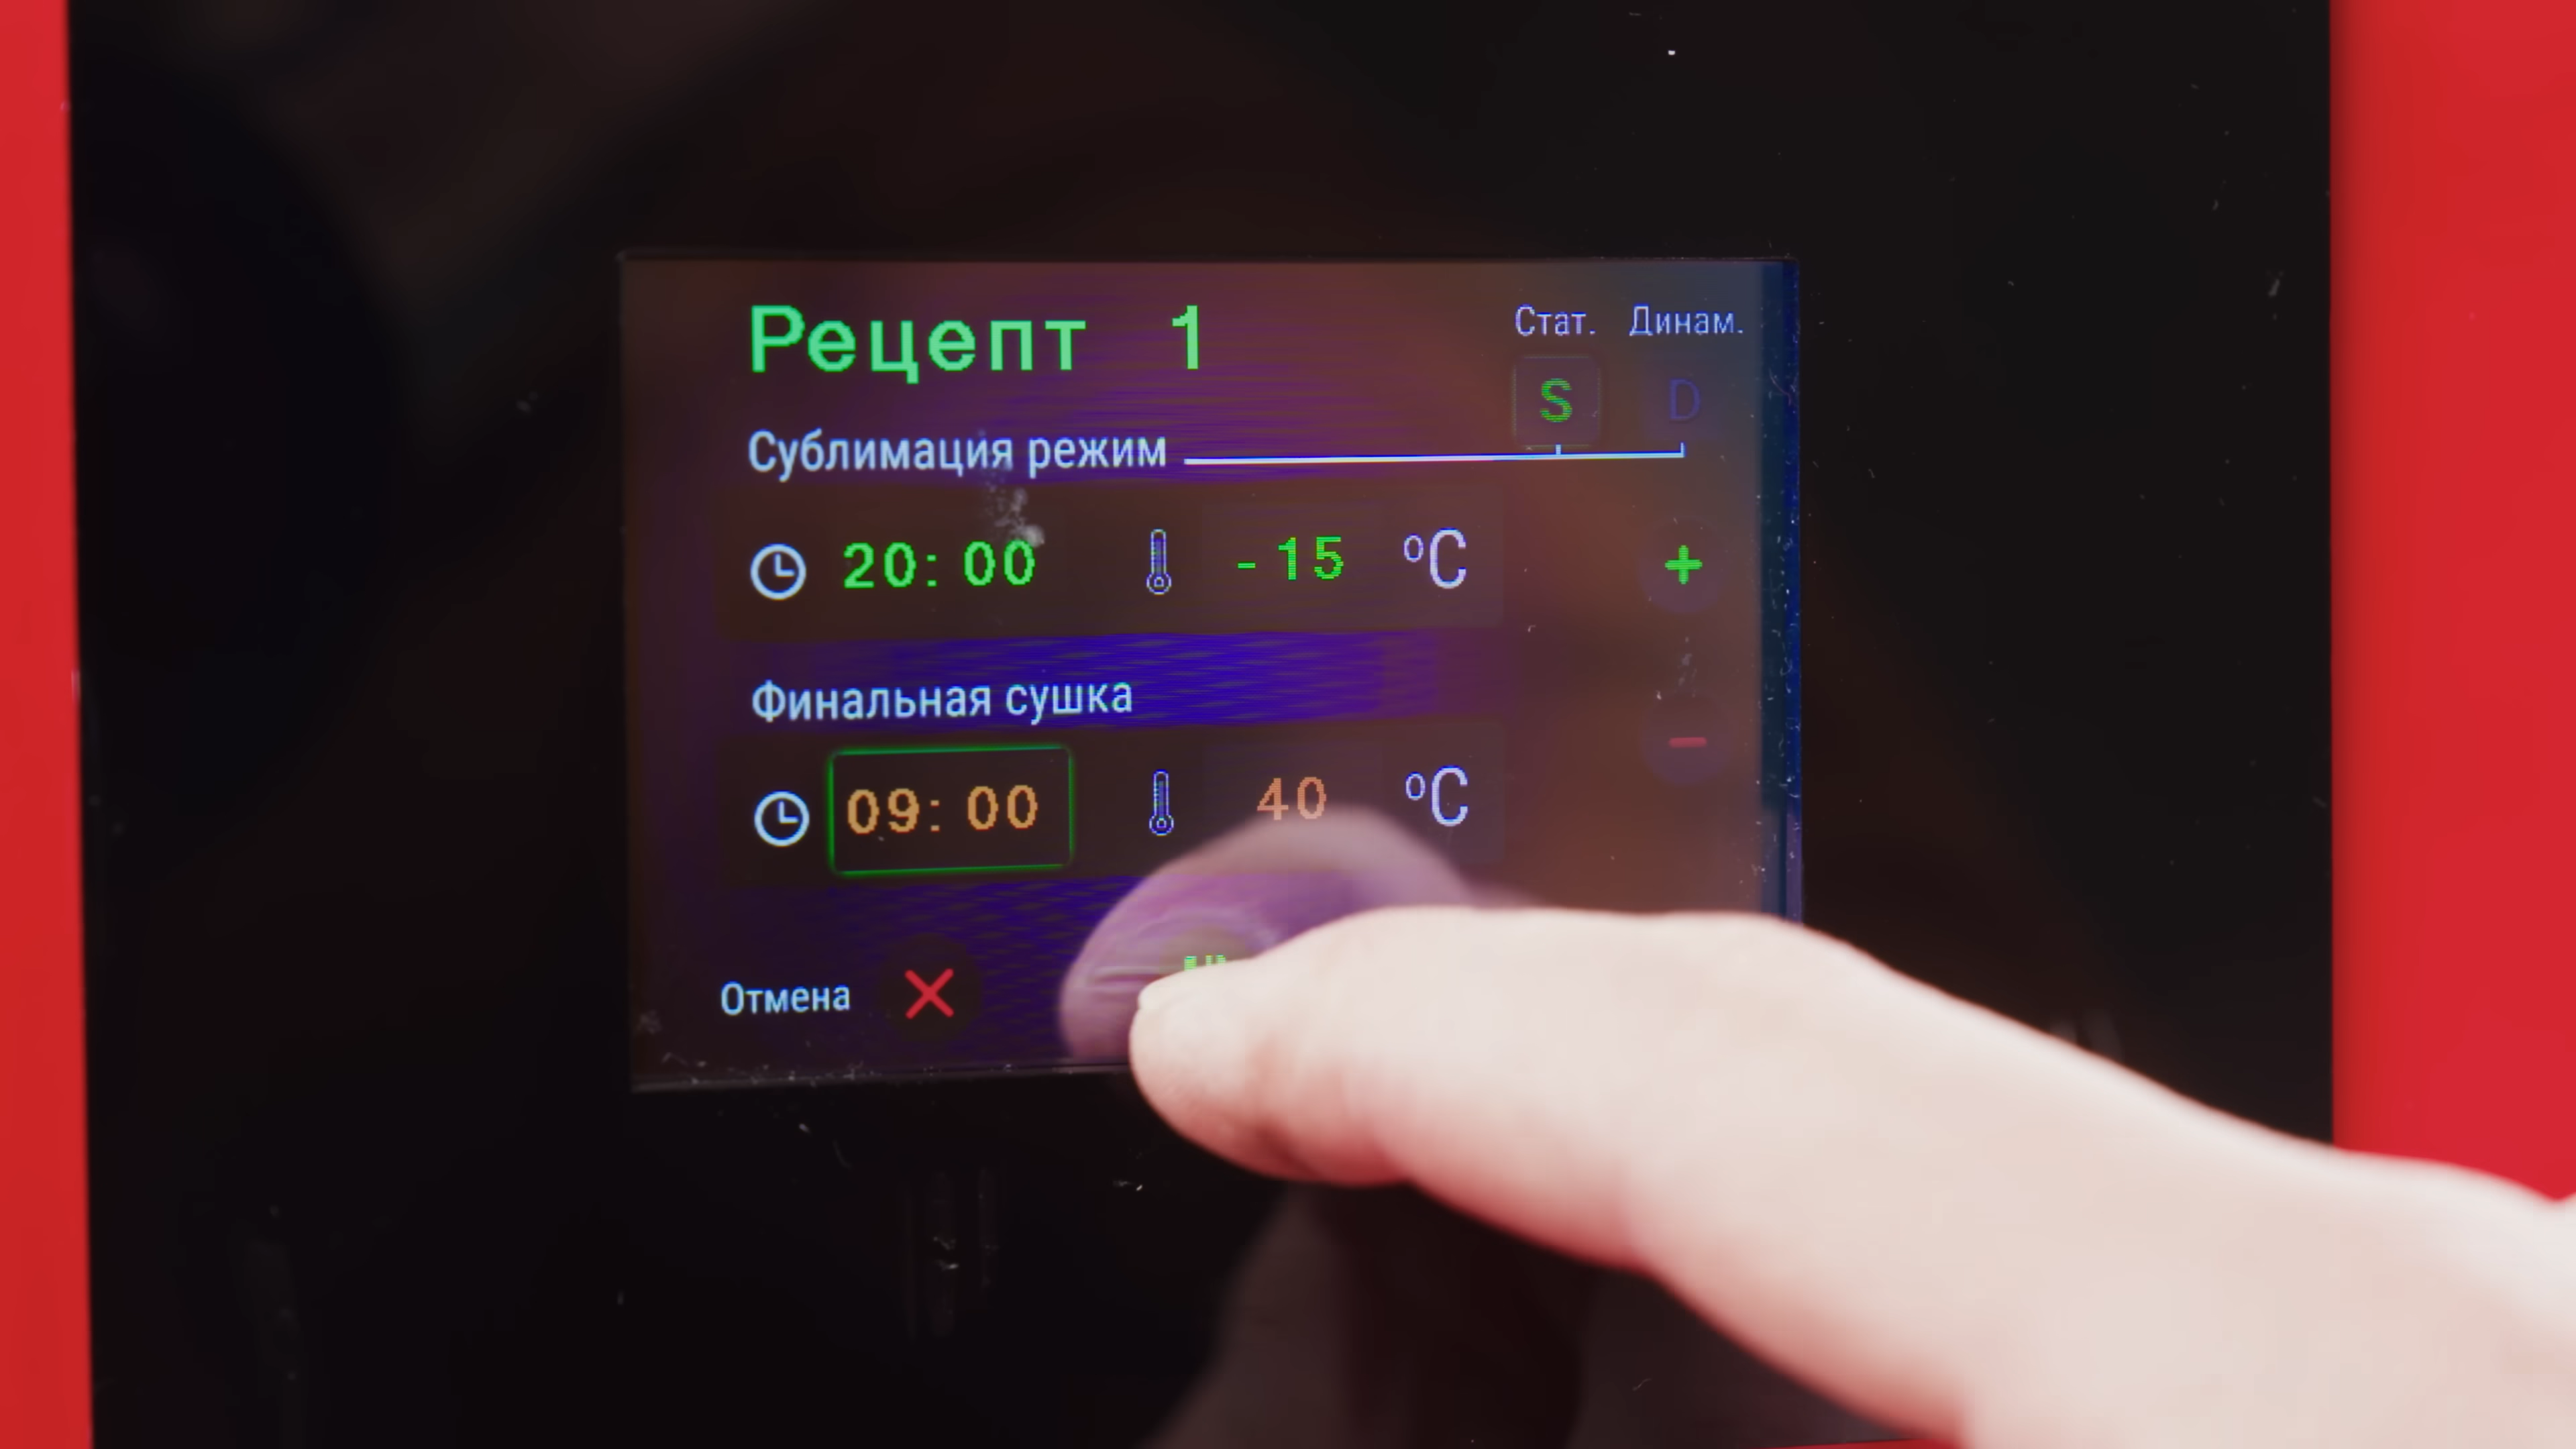 Рецепт 1
Стат. Динам.
S D
Сублимация режим
20:00 -15 °C +
Финальная сушка
-
09:00 40 °C
Отмена